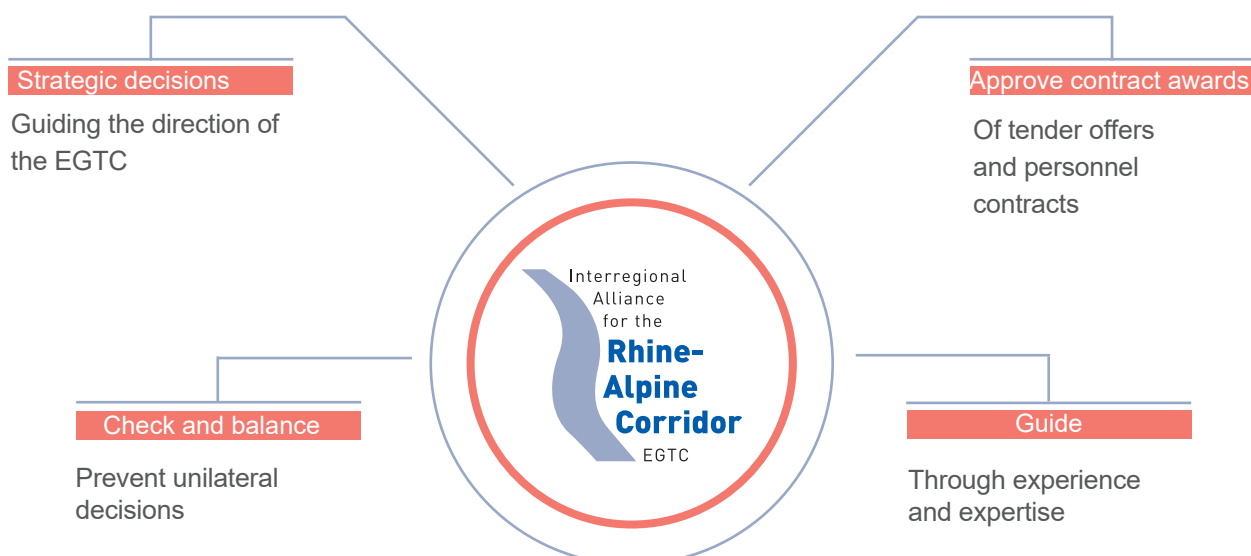 Strategic decisions
Guiding the direction of
the EGTC
Approve contract awards
Of tender offers
and personnel
contracts
Interregional
Alliance
for the
Rhine-
Alpine
Corridor
EGTC
Check and balance
Prevent unilateral
decisions
Guide
Through experience
and expertise